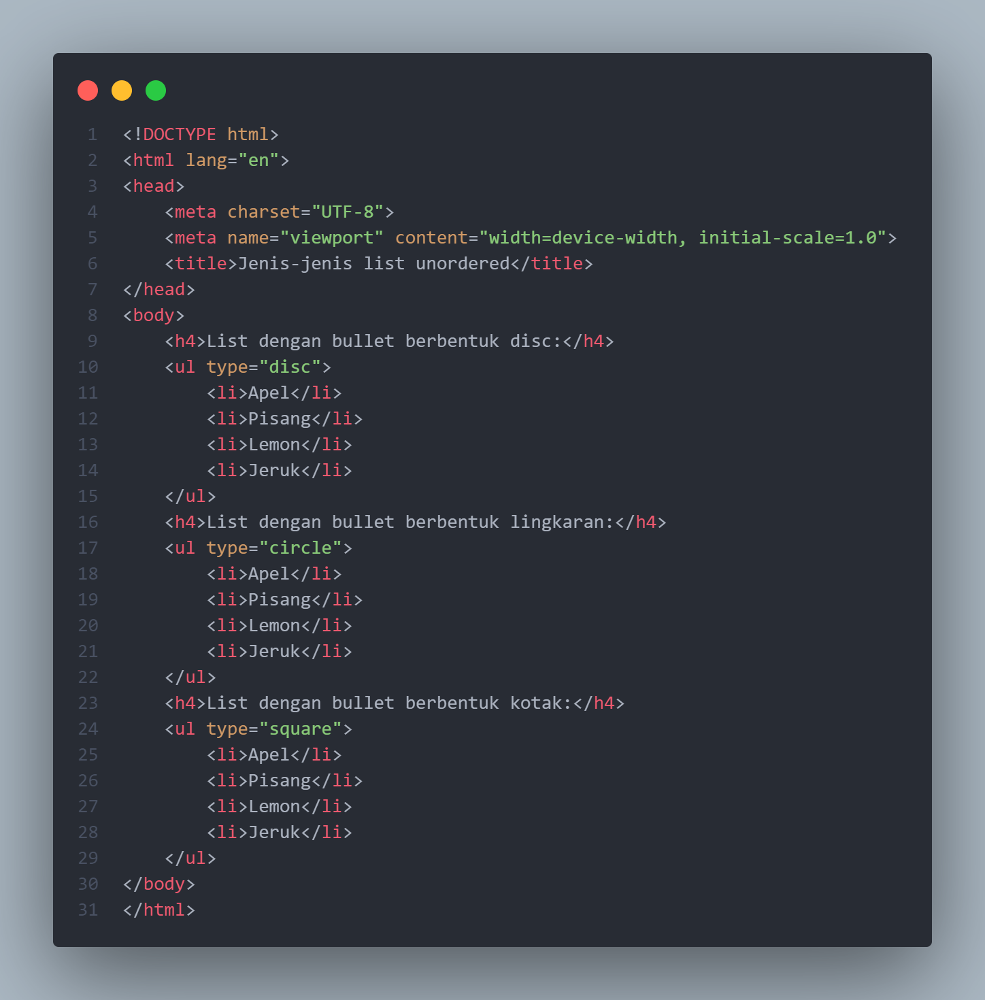 1 <!DOCTYPE html>
2 <html lang="en">
3 <head>
4     <meta charset="UTF-8">
5     <meta name="viewport" content="width=device-width, initial-scale=1.0">
6     <title>Jenis-jenis list unordered</title>
7 </head>
8 <body>
9     <h4>List dengan bullet berbentuk disc:</h4>
10     <ul type="disc">
11         <li>Apel</li>
12         <li>Pisang</li>
13         <li>Lemon</li>
14         <li>Jeruk</li>
15     </ul>
16     <h4>List dengan bullet berbentuk lingkaran:</h4>
17     <ul type="circle">
18         <li>Apel</li>
19         <li>Pisang</li>
20         <li>Lemon</li>
21         <li>Jeruk</li>
22     </ul>
23     <h4>List dengan bullet berbentuk kotak:</h4>
24     <ul type="square">
25         <li>Apel</li>
26         <li>Pisang</li>
27         <li>Lemon</li>
28         <li>Jeruk</li>
29     </ul>
30 </body>
31 </html>